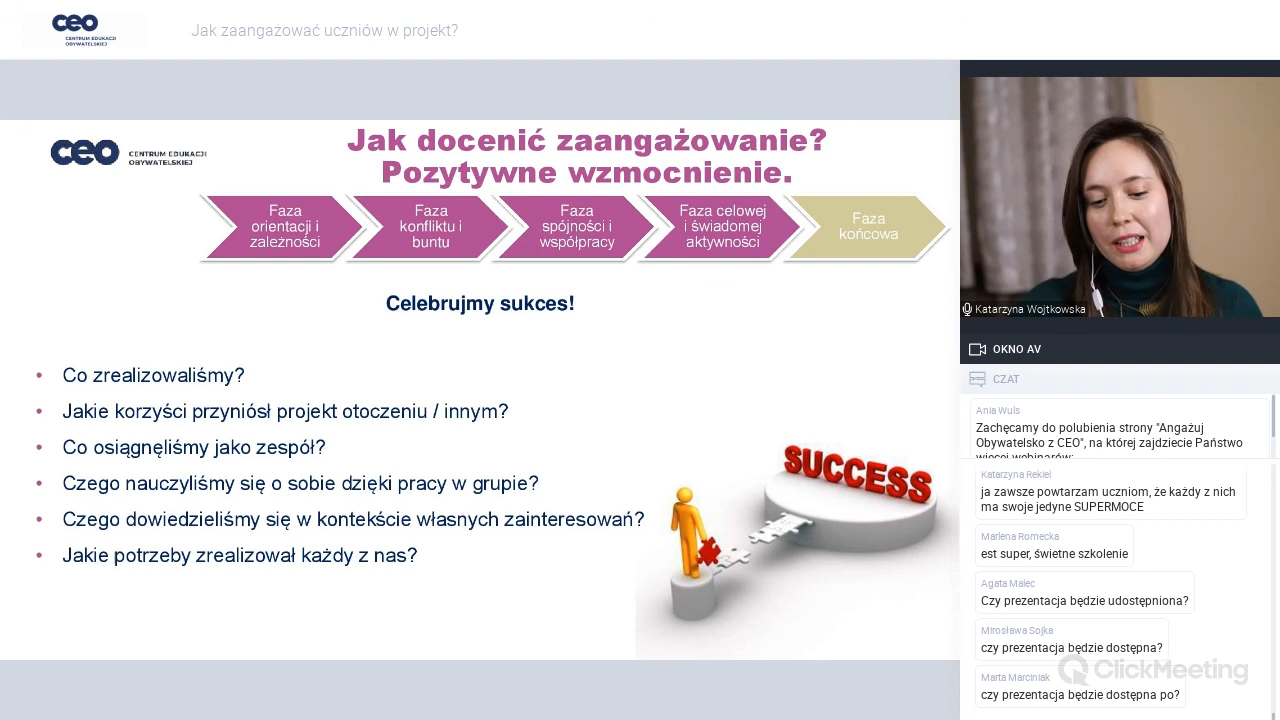 ceo
CENTRUM EDUKACJI
OBYWATELSKIEJ
Jak zaangażować uczniów w projekt?
ceo
CENTRUM EDUKACJI
OBYWATELSKIEJ
Jak docenić zaangażowanie?
Pozytywne wzmocnienie.
Faza
orientacji i
zależności
Faza
konfliktu i
buntu
Faza
spójności i
współpracy
Faza celowej
i świadomej
aktywności
Faza
końcowa
Celebrujmy sukces!
• Co zrealizowaliśmy?
• Jakie korzyści przyniósł projekt otoczeniu / innym?
• Co osiągnęliśmy jako zespół?
• Czego nauczyliśmy się o sobie dzięki pracy w grupie?
• Czego dowiedzieliśmy się w kontekście własnych zainteresowań?
• Jakie potrzeby zrealizował każdy z nas?
SUCCESS
Katarzyna Wojtkowska
OKNO AV
CZAT
Ania Wuls
Zachęcamy do polubienia strony "Angażuj
Obywatelsko z CEO", na której zajdziecie Państwo
więcej webinarów:
Katarzyna Rekiel
ja zawsze powtarzam uczniom, że każdy z nich
ma swoje jedyne SUPERMOCE
Marlena Romecka
est super, świetne szkolenie
Agata Malec
Czy prezentacja będzie udostępniona?
Mirosława Sojka
czy prezentacja będzie dostępna?
Marta Marciniak
czy prezentacja będzie dostępna po?
ClickMeeting